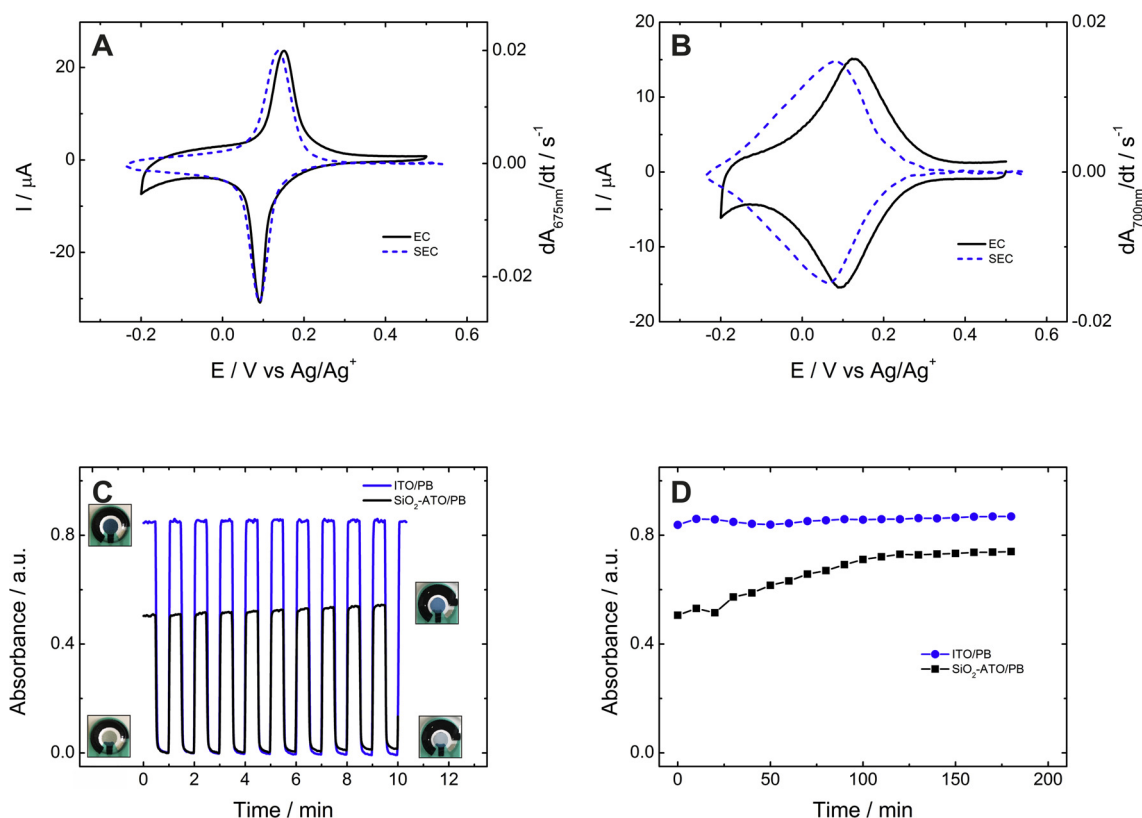 A
20
0
-20
I / μA
0.02
0.00
-0.02
dA675nm/dt / s-1
EC
SEC
-0.2 0.0 0.2 0.4 0.6
E / V vs Ag/Ag+
B
20
10
0
-10
-20
I / μA
0.02
0.00
-0.02
dA700nm/dt / s-1
EC
SEC
-0.2 0.0 0.2 0.4 0.6
E / V vs Ag/Ag+
C
ITO/PB
SiO2-ATO/PB
0.8
0.4
0.0
Absorbance / a.u.
0 2 4 6 8 10 12
Time / min
D
0.8
0.4
0.0
Absorbance / a.u.
ITO/PB
SiO2-ATO/PB
0 50 100 150 200
Time / min